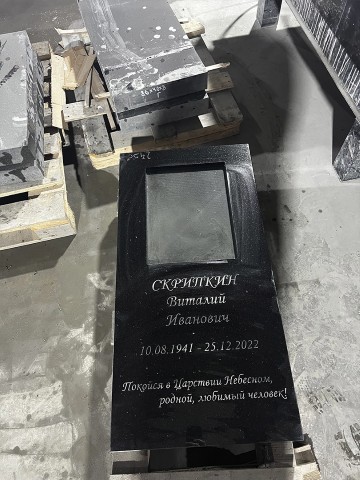 СКРИПКИН
Виталий
Иванович
10.08.1941 - 25.12.2022
Покойся в Царствии Небесном,
родной, любимый человек!